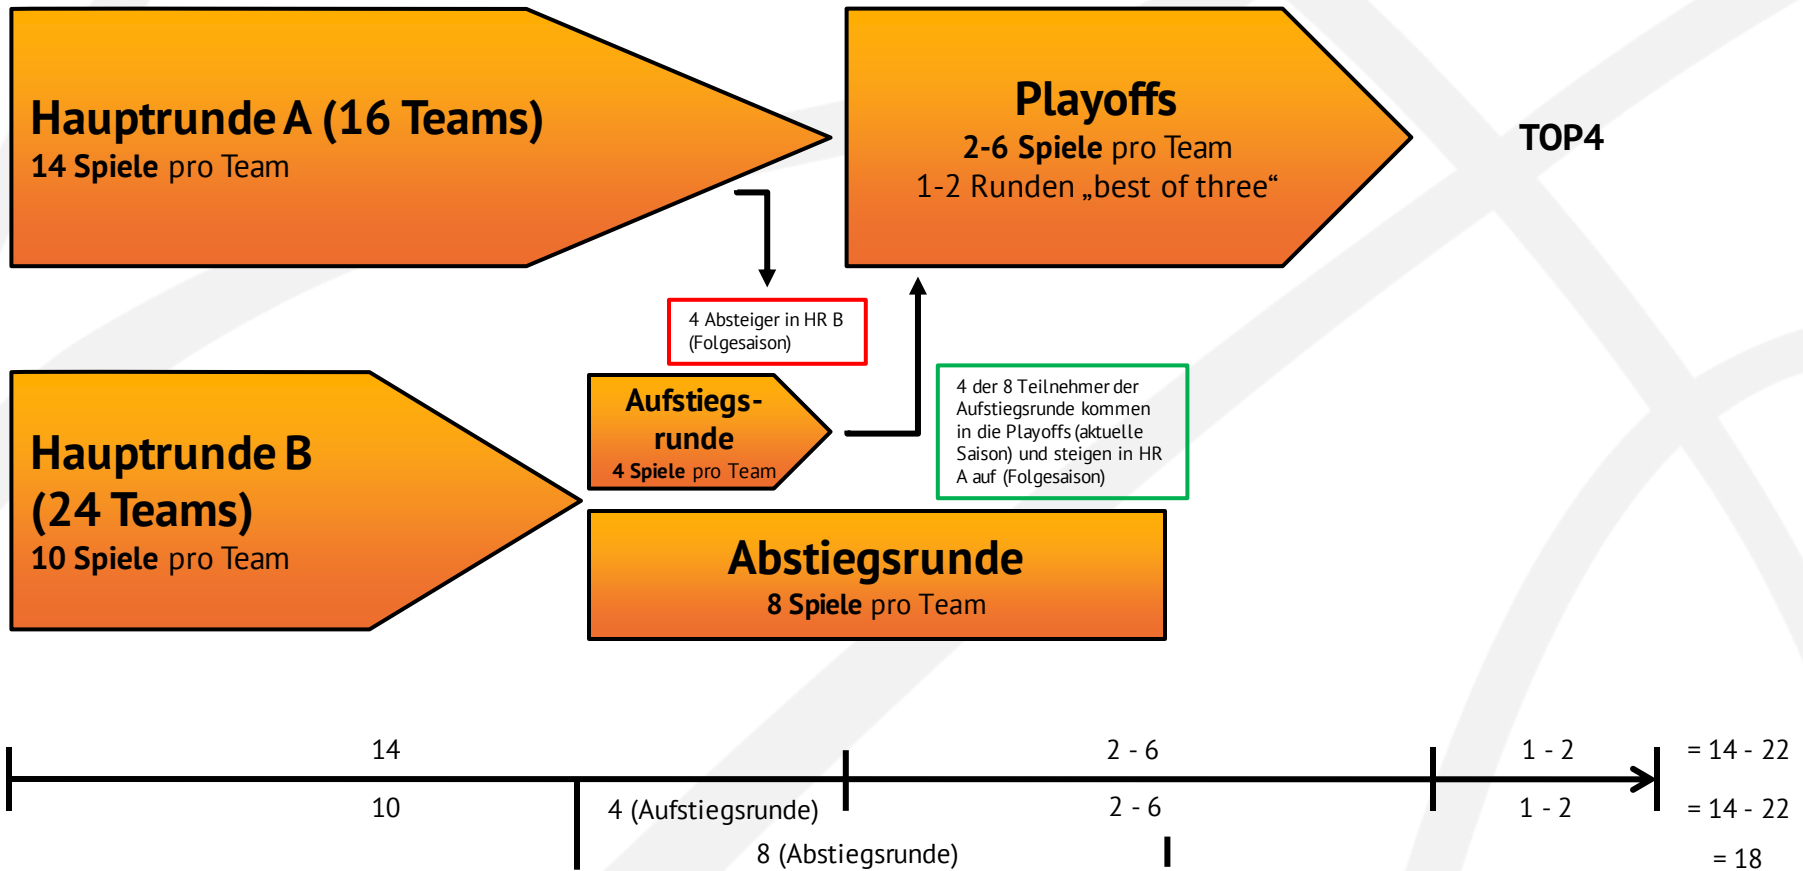 Hauptrunde A (16 Teams)
14 Spiele pro Team
Playoffs
2-6 Spiele pro Team
1-2 Runden „best of three“
TOP4
4 Absteiger in HR B
(Folgesaison)
Hauptrunde B
(24 Teams)
10 Spiele pro Team
Aufstiegs-
runde
4 Spiele pro Team
4 der 8 Teilnehmer der
Aufstiegsrunde kommen
in die Playoffs (aktuelle
Saison) und steigen in HR
A auf (Folgesaison)
Abstiegsrunde
8 Spiele pro Team
14 2 - 6 1 - 2 = 14 - 22
10 4 (Aufstiegsrunde) 2 - 6 1 - 2 = 14 - 22
8 (Abstiegsrunde) = 18